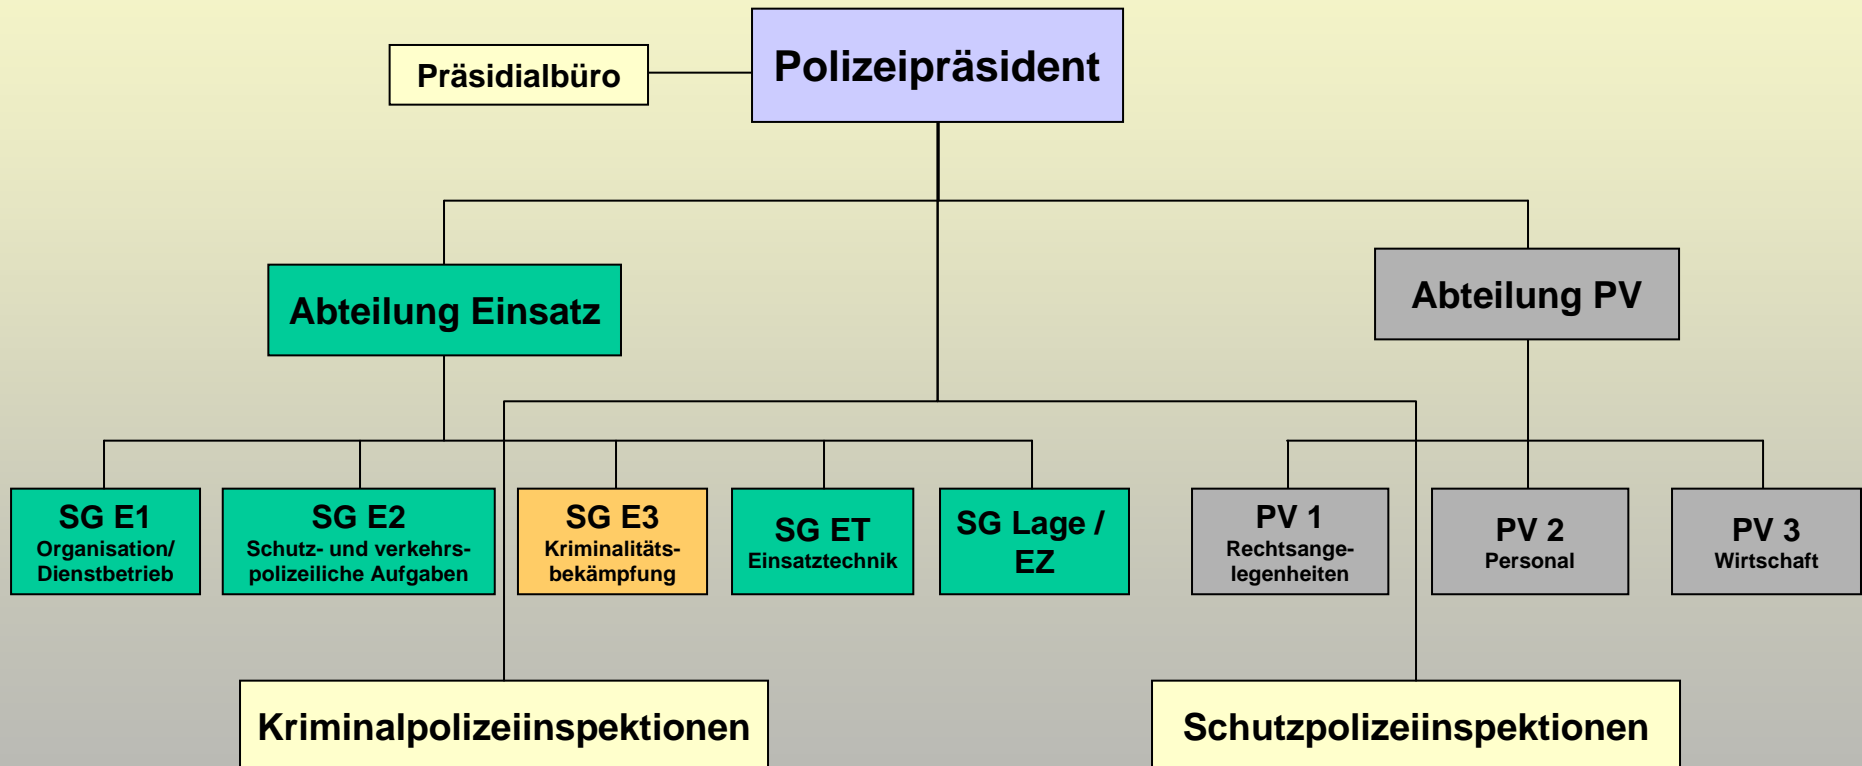 Polizeipräsident
Präsidialbüro
Abteilung Einsatz
Abteilung PV
SG E1
Organisation/
Dienstbetrieb
SG E2
Schutz- und verkehrs-
polizeiliche Aufgaben
SG E3
Kriminalitäts-
bekämpfung
SG ET
Einsatztechnik
SG Lage /
EZ
PV 1
Rechtsange-
legenheiten
PV 2
Personal
PV 3
Wirtschaft
Kriminalpolizeiinspektionen
Schutzpolizeiinspektionen